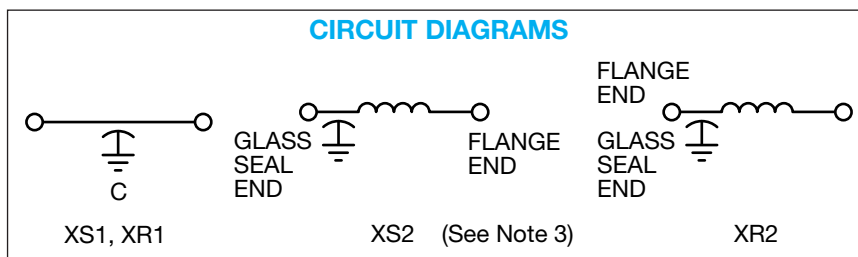 CIRCUIT DIAGRAMS
C
XS1, XR1
GLASS
SEAL
END
FLANGE
END
XS2 (See Note 3)
FLANGE
END
GLASS
SEAL
END
XR2